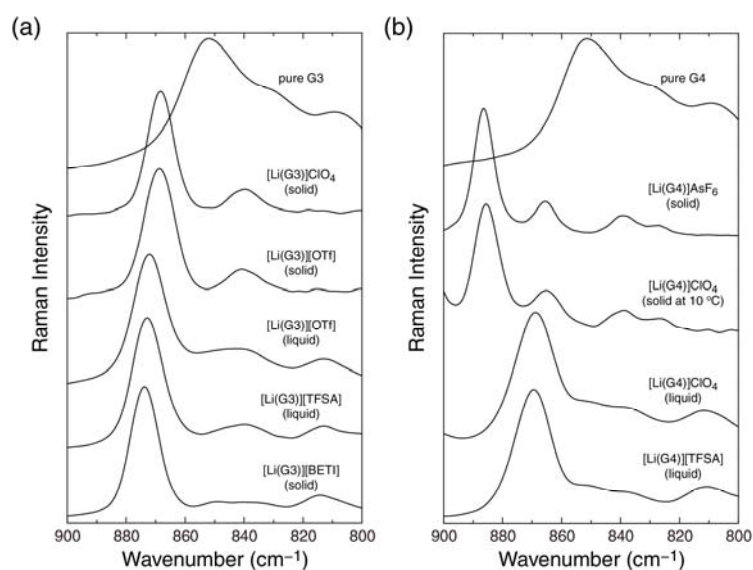 (a)
pure G3
[Li(G3)]ClO4
(solid)
[Li(G3)][OTf]
(solid)
[Li(G3)][OTf]
(liquid)
[Li(G3)][TFSA]
(liquid)
[Li(G3)][BETI]
(solid)
Raman Intensity
900 880 860 840 820 800
Wavenumber (cm⁻¹)
(b)
pure G4
[Li(G4)]AsF6
(solid)
[Li(G4)]ClO4
(solid at 10 °C)
[Li(G4)]ClO4
(liquid)
[Li(G4)][TFSA]
(liquid)
Raman Intensity
900 880 860 840 820 800
Wavenumber (cm⁻¹)